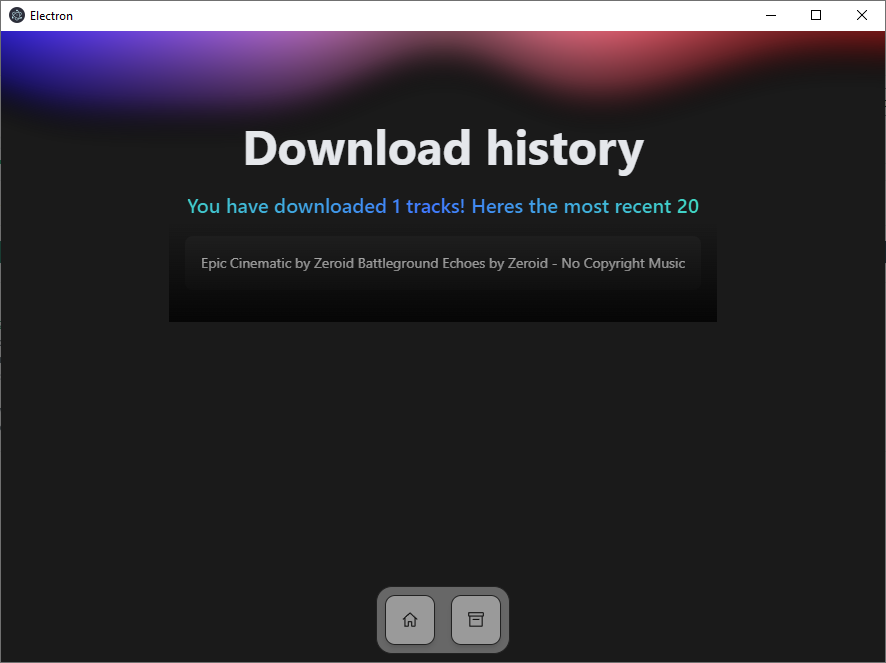 Electron
Download history
You have downloaded 1 tracks! Heres the most recent 20
Epic Cinematic by Zeroid Battleground Echoes by Zeroid - No Copyright Music